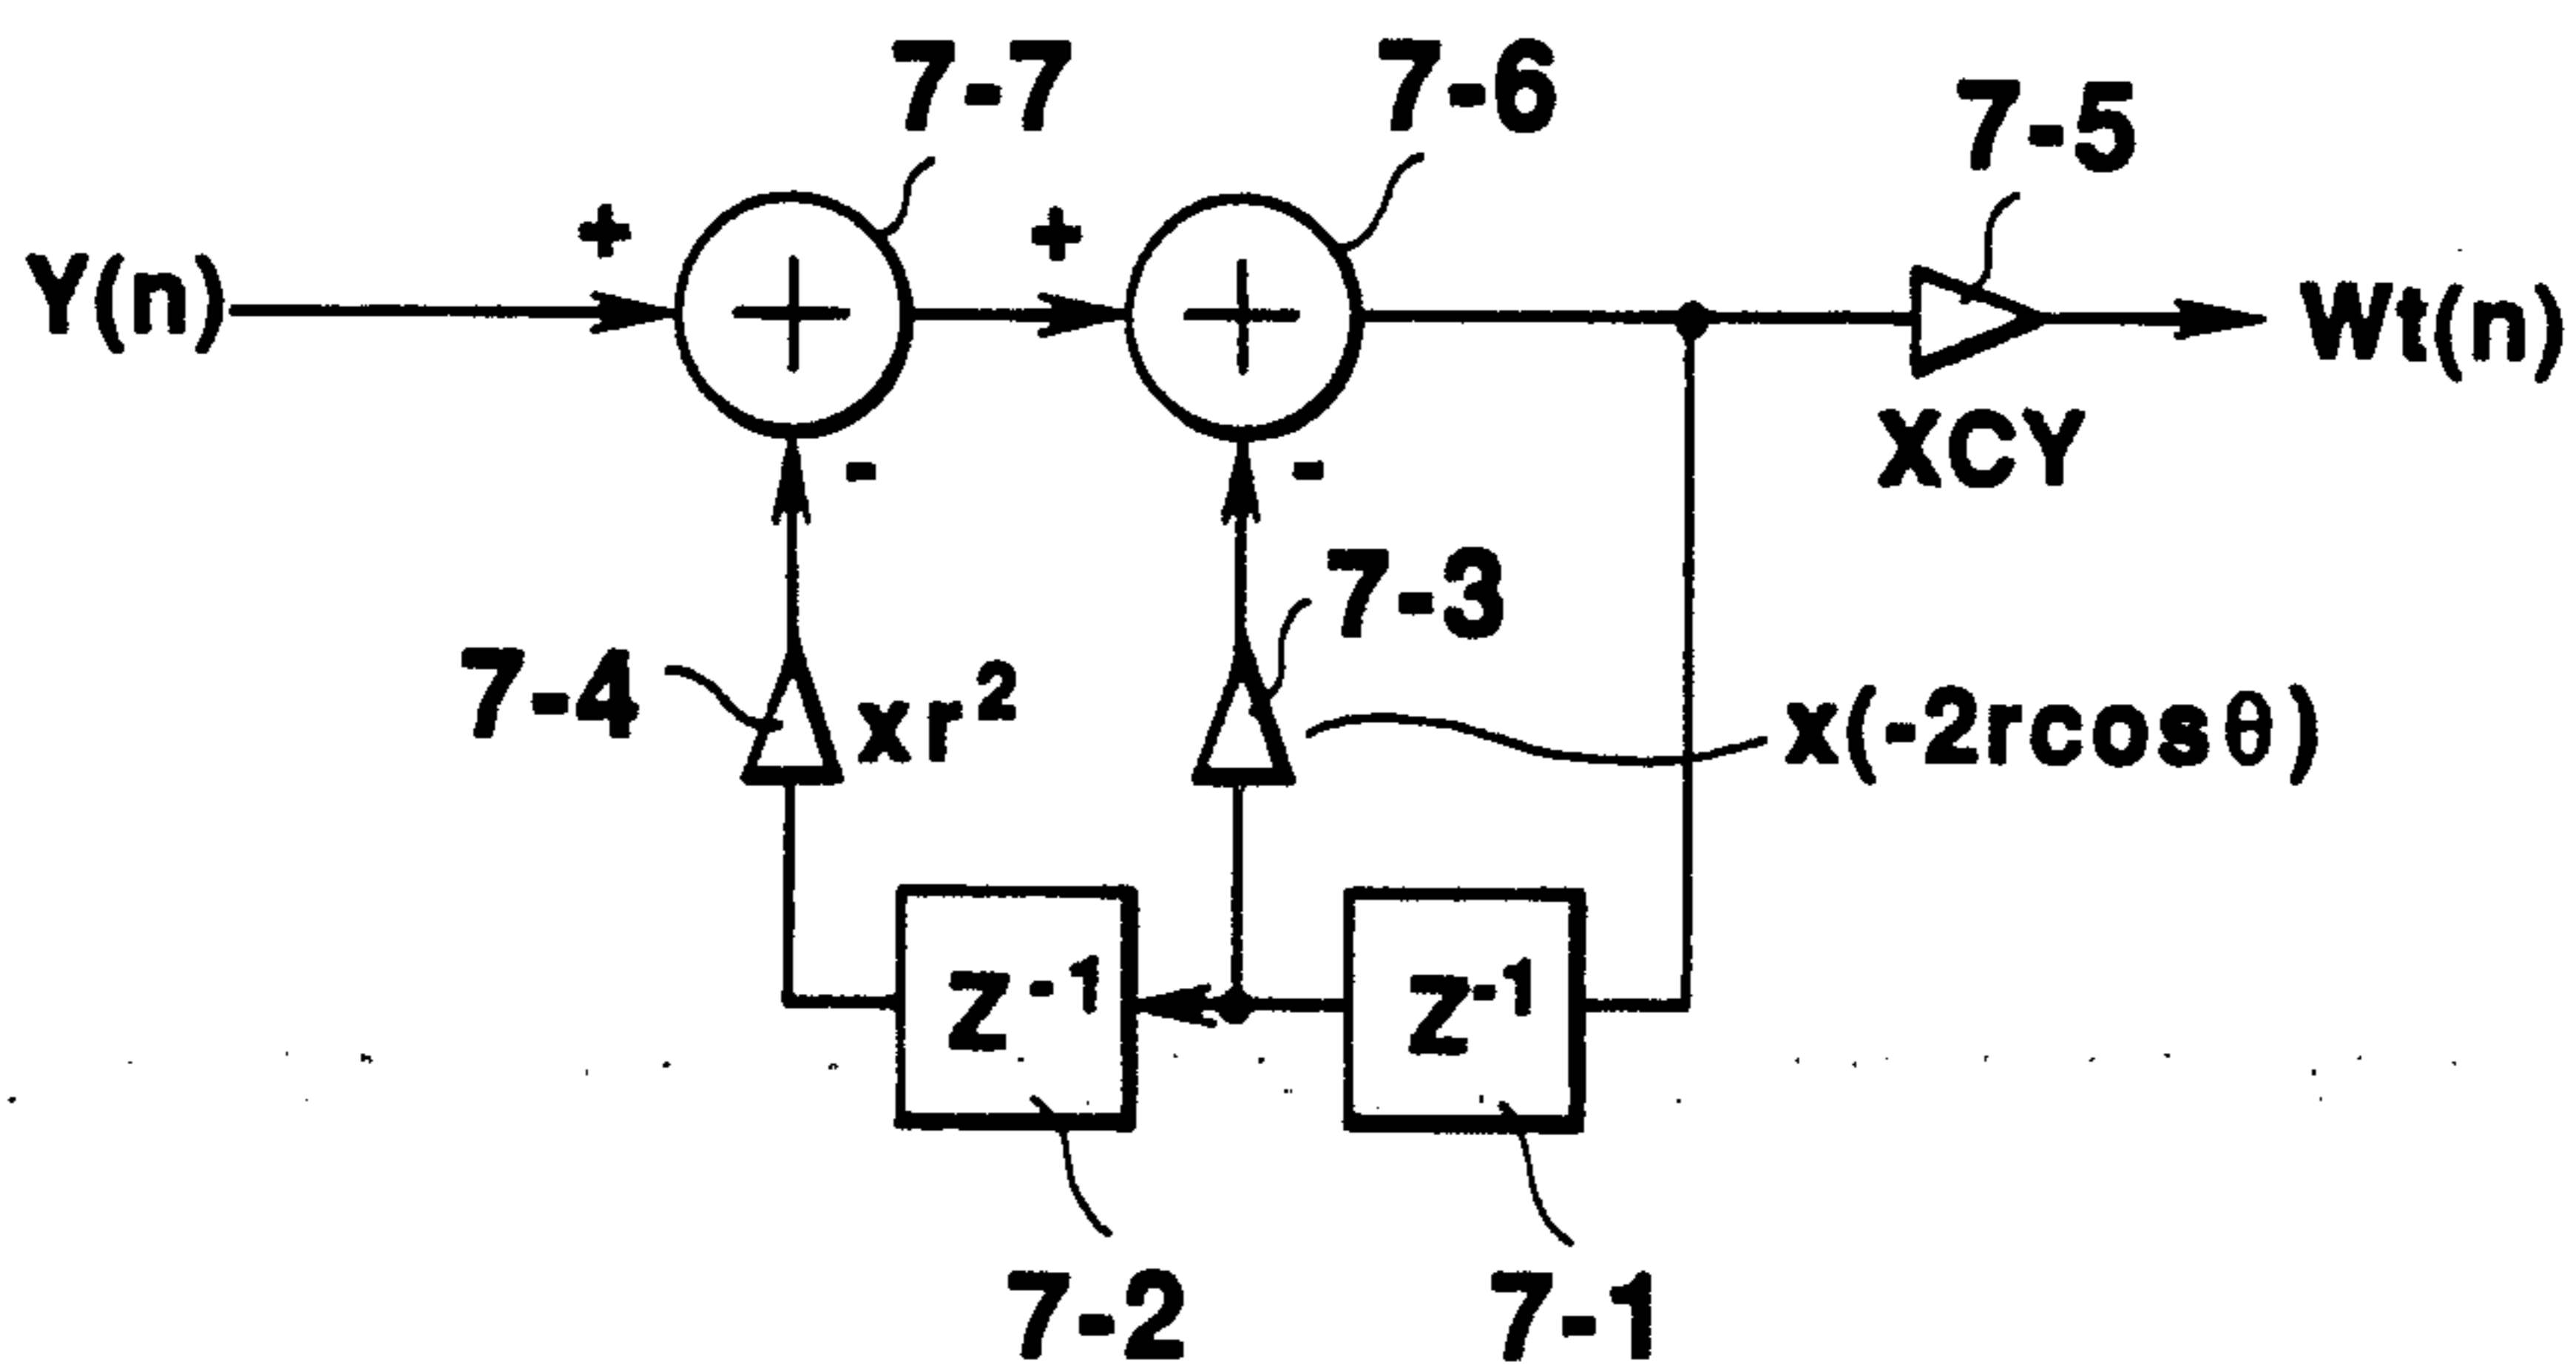 7-7
7-6
7-5
+
+
Y(n)
Wt(n)
-
-
XCY
7-3
7-4
xr²
x(-2rcosθ)
Z⁻¹
Z⁻¹
7-2
7-1